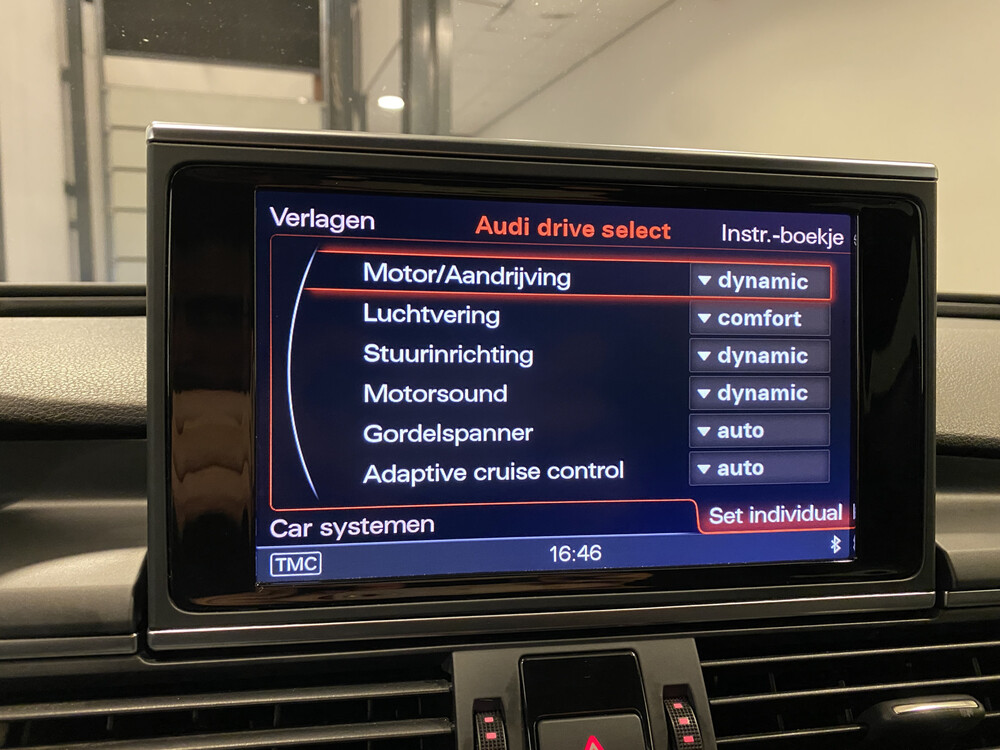 Verlagen
Audi drive select
Instr.-boekje
Motor/Aandrijving ▼ dynamic
Luchtvering ▼ comfort
Stuurinrichting ▼ dynamic
Motorsound ▼ dynamic
Gordelspanner ▼ auto
Adaptive cruise control ▼ auto
Car systemen
Set individual
TMC
16:46